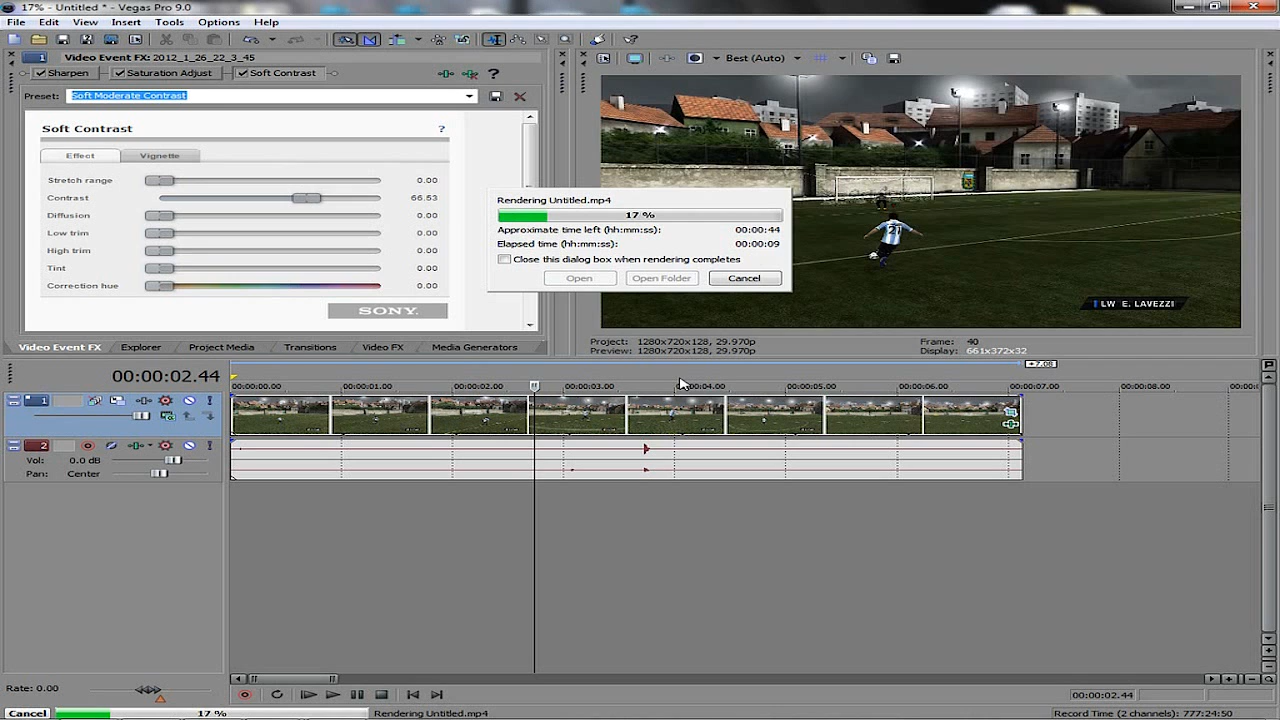 17% - Untitled * - Vegas Pro 9.0
File Edit View Insert Tools Options Help
Video Event FX: 2012_1_26_22_3_45
Sharpen Saturation Adjust Soft Contrast ?
Preset: Soft Moderate Contrast
Best (Auto)
Soft Contrast ?
Effect Vignette
Stretch range 0.00
Contrast 66.53
Diffusion 0.00
Low trim 0.00
High trim 0.00
Tint 0.00
Correction hue 0.00
SONY.
Rendering Untitled.mp4
17 %
Approximate time left (hh:mm:ss): 00:00:44
Elapsed time (hh:mm:ss): 00:00:09
Close this dialog box when rendering completes
Open Open Folder Cancel
21
LW E. LAVEZZI
Video Event FX Explorer Project Media Transitions Video FX Media Generators
Project: 1280x720x128, 29.970p Frame: 40
Preview: 1280x720x128, 29.970p Display: 661x372x32
+7.08
00:00:02.44
00:00:00.00 00:00:01.00 00:00:02.00 00:00:03.00 00:00:04.00 00:00:05.00 00:00:06.00 00:00:07.00 00:00:08.00 00:00:
1
2
Vol: 0.0 dB
Pan: Center
Rate: 0.00
00:00:02.44
Cancel 17 % Rendering Untitled.mp4 Record Time (2 channels): 777:24:50